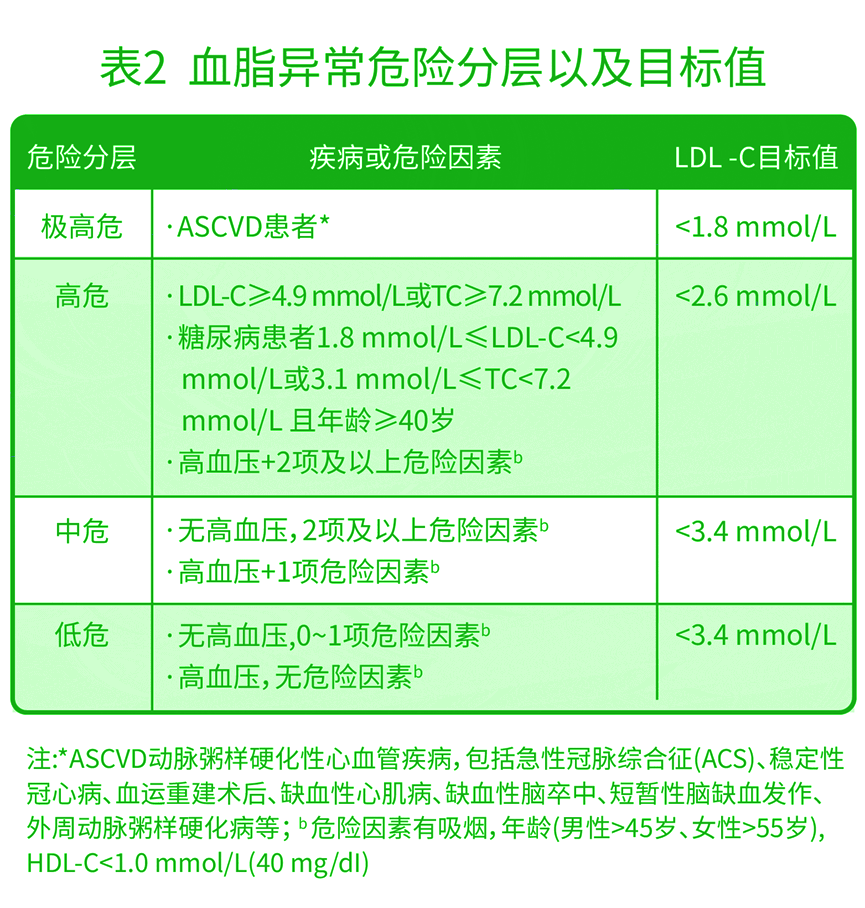 表2 血脂异常危险分层以及目标值
危险分层 疾病或危险因素 LDL -C目标值
极高危 ·ASCVD患者* <1.8 mmol/L
高危 ·LDL-C≥4.9 mmol/L或TC≥7.2 mmol/L <2.6 mmol/L
·糖尿病患者1.8 mmol/L≤LDL-C<4.9
mmol/L或3.1 mmol/L≤TC<7.2
mmol/L 且年龄≥40岁
·高血压+2项及以上危险因素ᵇ
中危 ·无高血压，2项及以上危险因素ᵇ <3.4 mmol/L
·高血压+1项危险因素ᵇ
低危 ·无高血压,0~1项危险因素ᵇ <3.4 mmol/L
·高血压，无危险因素ᵇ
注:*ASCVD动脉粥样硬化性心血管疾病，包括急性冠脉综合征(ACS)、稳定性
冠心病、血运重建术后、缺血性心肌病、缺血性脑卒中、短暂性脑缺血发作、
外周动脉粥样硬化病等；ᵇ危险因素有吸烟，年龄(男性>45岁、女性>55岁),
HDL-C<1.0 mmol/L(40 mg/dI)